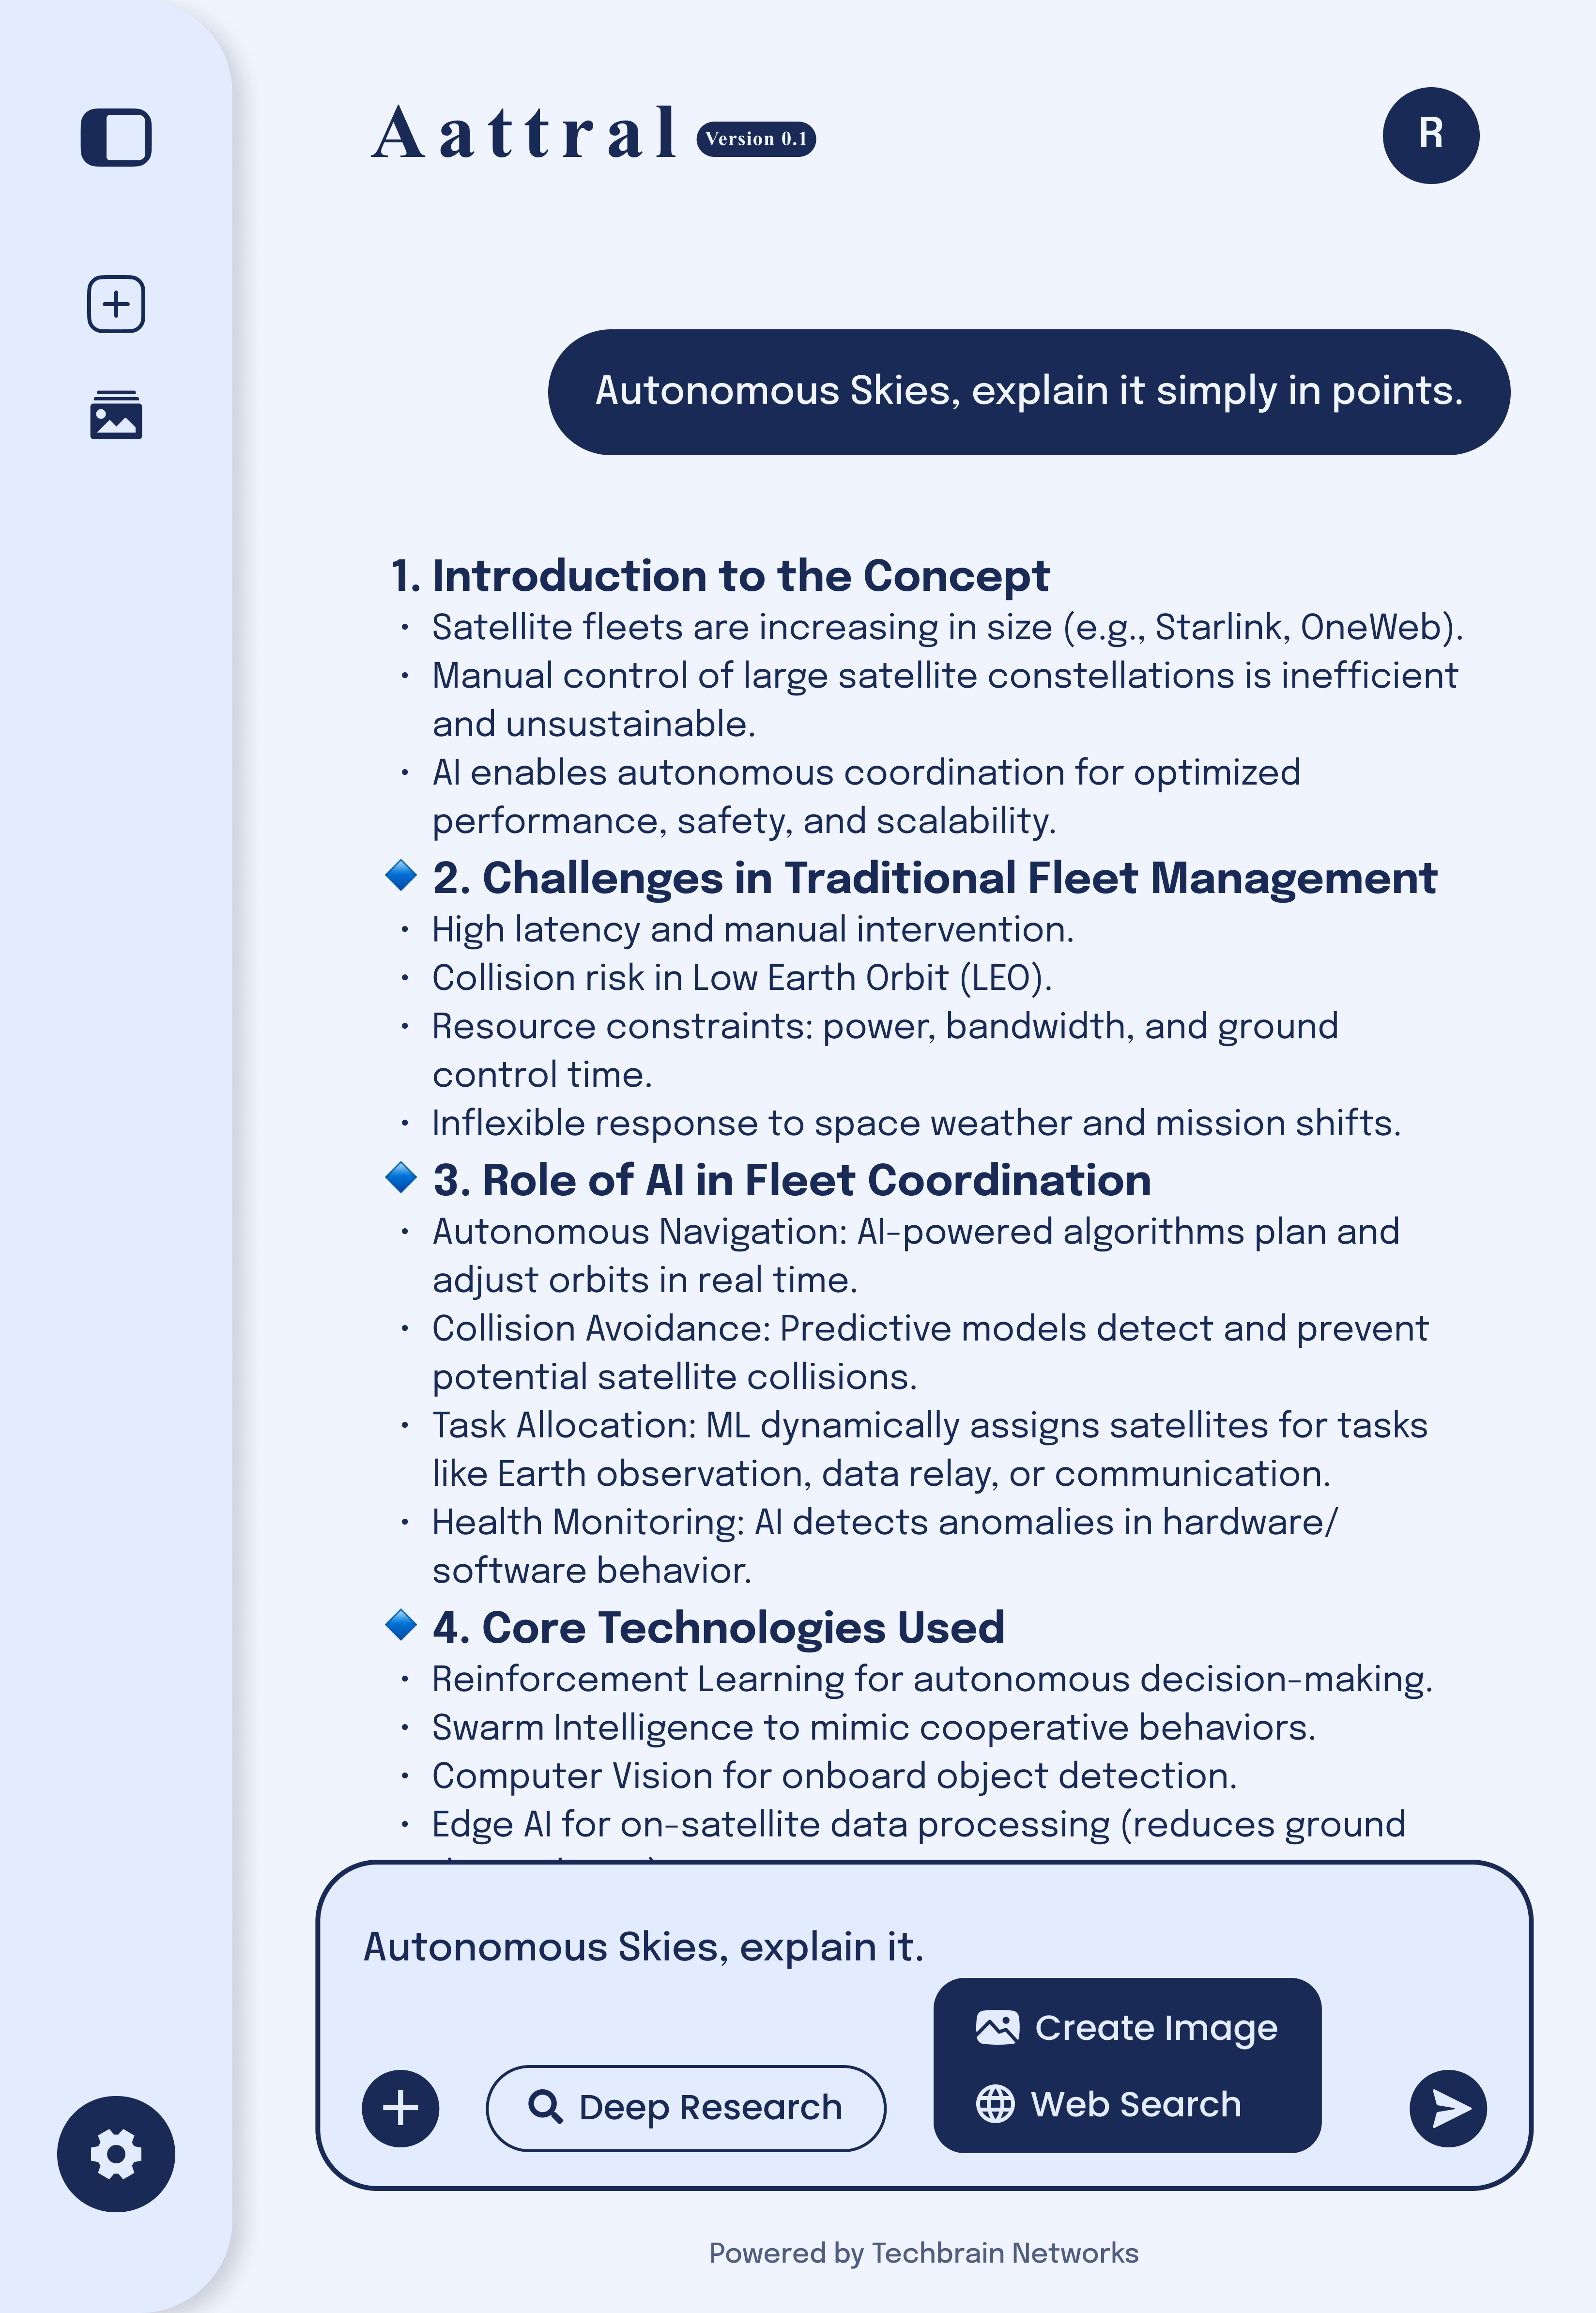 Aattral Version 0.1
R
Autonomous Skies, explain it simply in points.
1. Introduction to the Concept
• Satellite fleets are increasing in size (e.g., Starlink, OneWeb).
• Manual control of large satellite constellations is inefficient
and unsustainable.
• AI enables autonomous coordination for optimized
performance, safety, and scalability.
🔷 2. Challenges in Traditional Fleet Management
• High latency and manual intervention.
• Collision risk in Low Earth Orbit (LEO).
• Resource constraints: power, bandwidth, and ground
control time.
• Inflexible response to space weather and mission shifts.
🔷 3. Role of AI in Fleet Coordination
• Autonomous Navigation: AI-powered algorithms plan and
adjust orbits in real time.
• Collision Avoidance: Predictive models detect and prevent
potential satellite collisions.
• Task Allocation: ML dynamically assigns satellites for tasks
like Earth observation, data relay, or communication.
• Health Monitoring: AI detects anomalies in hardware/
software behavior.
🔷 4. Core Technologies Used
• Reinforcement Learning for autonomous decision-making.
• Swarm Intelligence to mimic cooperative behaviors.
• Computer Vision for onboard object detection.
• Edge AI for on-satellite data processing (reduces ground
Autonomous Skies, explain it.
Create Image
Deep Research
Web Search
Powered by Techbrain Networks